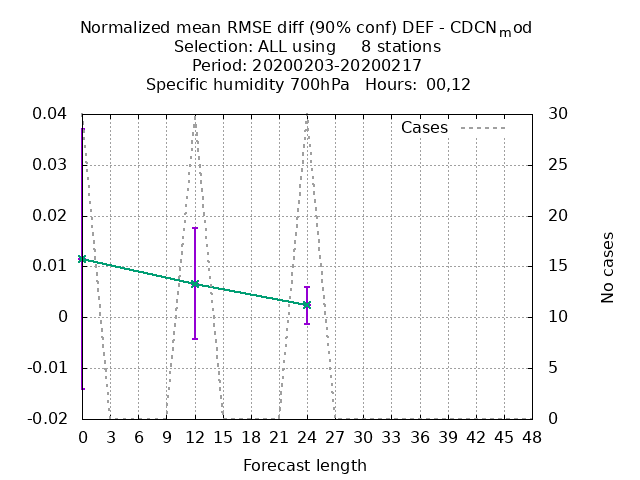 Normalized mean RMSE diff (90% conf) DEF - CDCNmod
Selection: ALL using     8 stations
Period: 20200203-20200217
Specific humidity 700hPa   Hours: 00,12
Cases
0.04
0.03
0.02
0.01
0
-0.01
-0.02
30
25
20
15
10
5
0
No cases
0 3 6 9 12 15 18 21 24 27 30 33 36 39 42 45 48
Forecast length